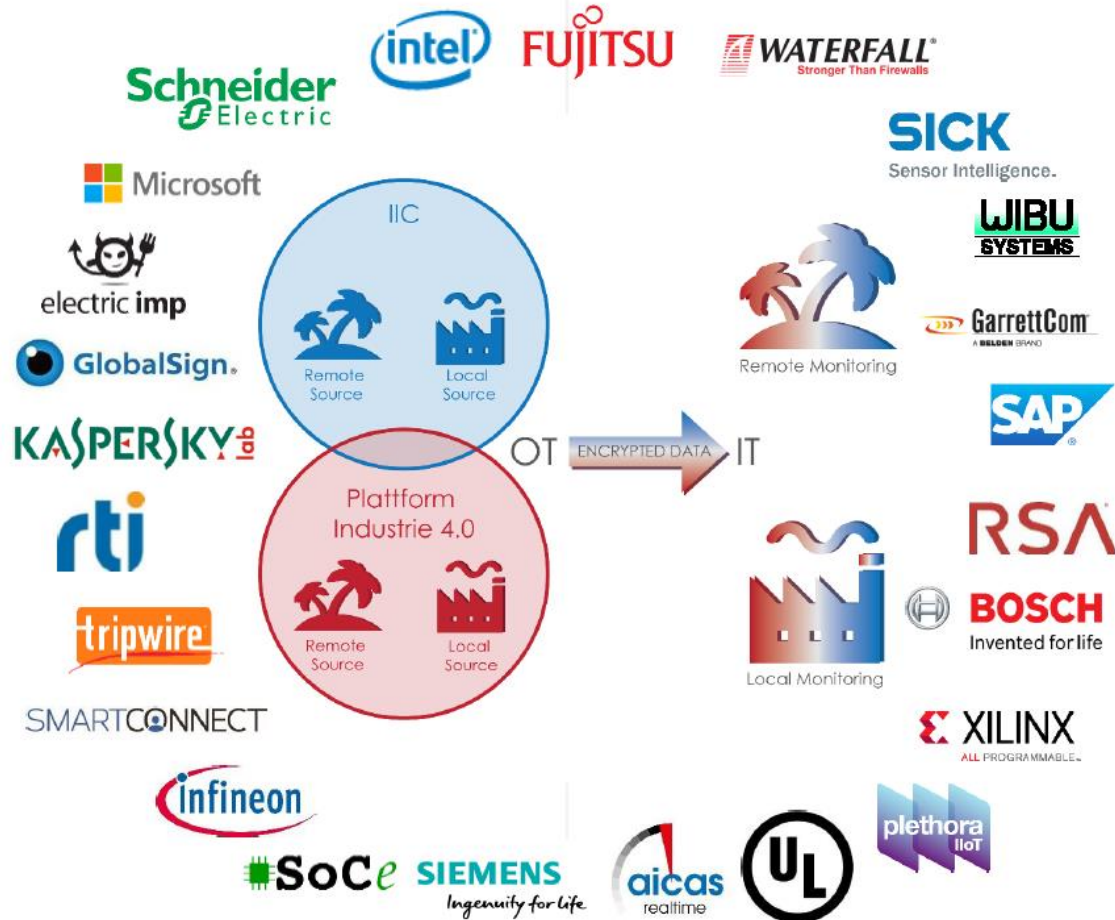 intel
FUJITSU
WATERFALL®
Stronger Than Firewalls
Schneider
Electric
SICK
Sensor Intelligence.
Microsoft
IIC
WIBU
SYSTEMS
electric imp
Remote
Source
Local
Source
GarrettCom
A BELDEN BRAND
Remote Monitoring
GlobalSign®
SAP®
KASPERSKY lab
OT
ENCRYPTED DATA
IT
Plattform
Industrie 4.0
rti
RSA
Remote
Source
Local
Source
BOSCH
Invented for life
tripwire
Local Monitoring
SMARTCONNECT
XILINX
ALL PROGRAMMABLE™
infineon
plethora
IIoT
SoCe
SIEMENS
Ingenuity for life
aicas
realtime
UL